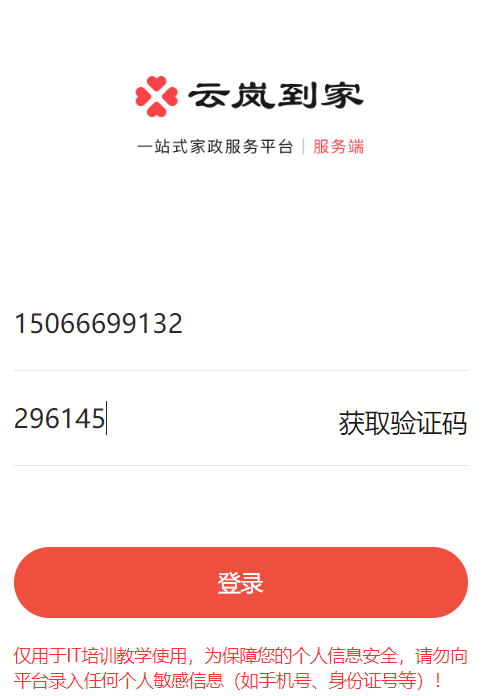 云岚到家
一站式家政服务平台|服务端
15066699132
296145 获取验证码
登录
仅用于IT培训教学使用，为保障您的个人信息安全，请勿向
平台录入任何个人敏感信息（如手机号、身份证号等）！